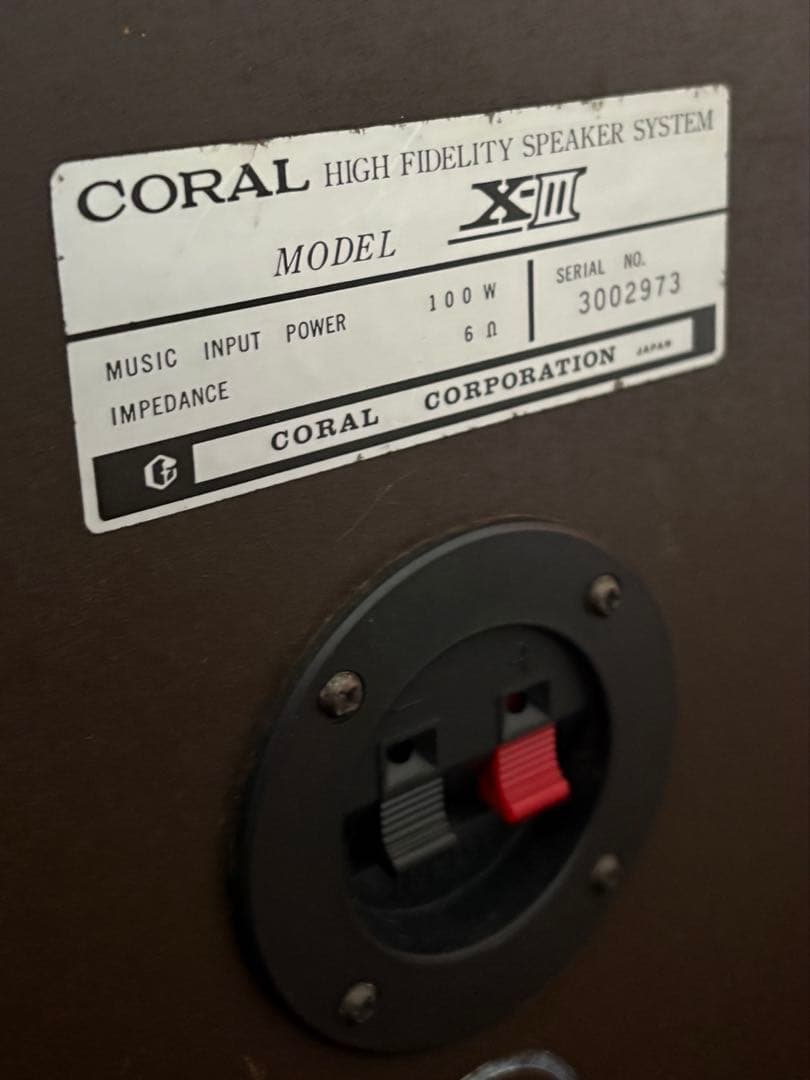 CORAL HIGH FIDELITY SPEAKER SYSTEM
MODEL X-III
MUSIC INPUT POWER 100 W
IMPEDANCE 6 Ω
SERIAL NO.
3002973
CORAL CORPORATION JAPAN